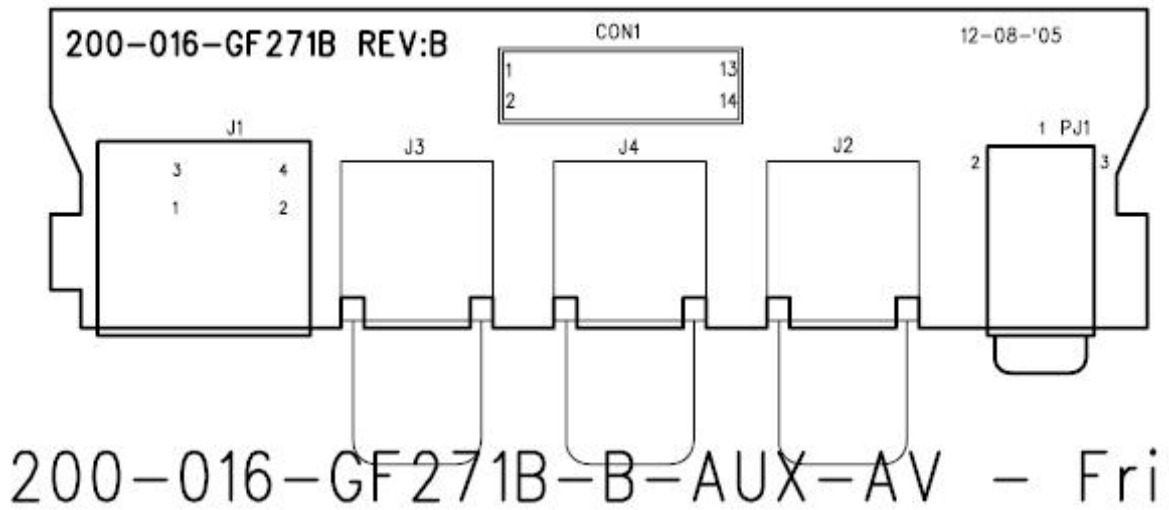 200-016-GF271B REV:B
CON1
12-08-'05
1 13
2 14
J1
J3
J4
J2
1 PJ1
2 3
3 4
1 2
200-016-GF271B-B-AUX-AV - Fri